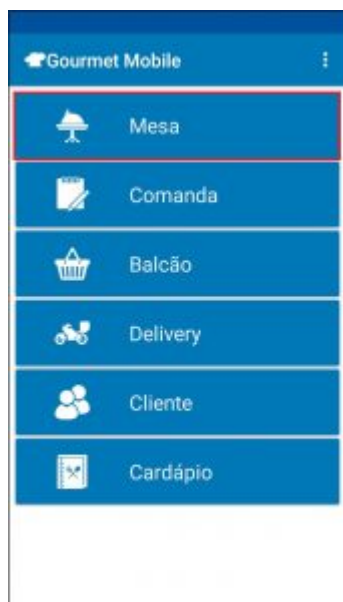 Gourmet Mobile
Mesa
Comanda
Balcão
Delivery
Cliente
Cardápio